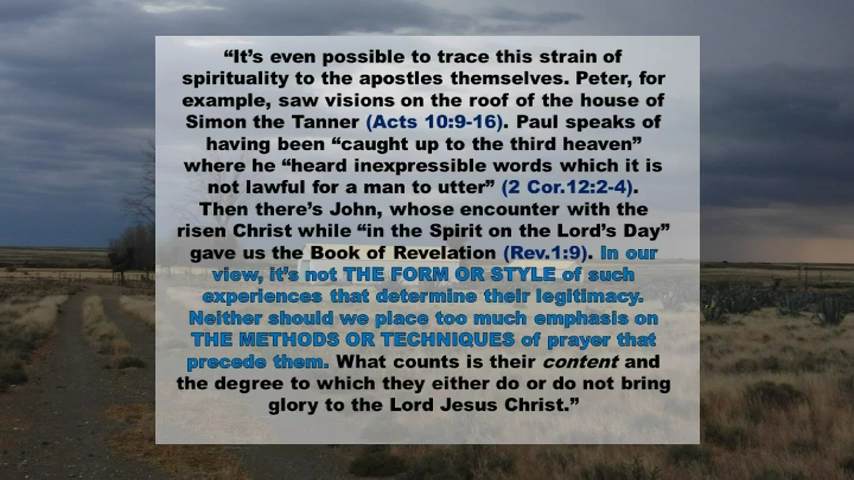 “It’s even possible to trace this strain of
spirituality to the apostles themselves. Peter, for
example, saw visions on the roof of the house of
Simon the Tanner (Acts 10:9-16). Paul speaks of
having been “caught up to the third heaven”
where he “heard inexpressible words which it is
not lawful for a man to utter” (2 Cor.12:2-4).
Then there’s John, whose encounter with the
risen Christ while “in the Spirit on the Lord’s Day”
gave us the Book of Revelation (Rev.1:9). In our
view, it’s not THE FORM OR STYLE of such
experiences that determine their legitimacy.
Neither should we place too much emphasis on
THE METHODS OR TECHNIQUES of prayer that
precede them. What counts is their content and
the degree to which they either do or do not bring
glory to the Lord Jesus Christ.”